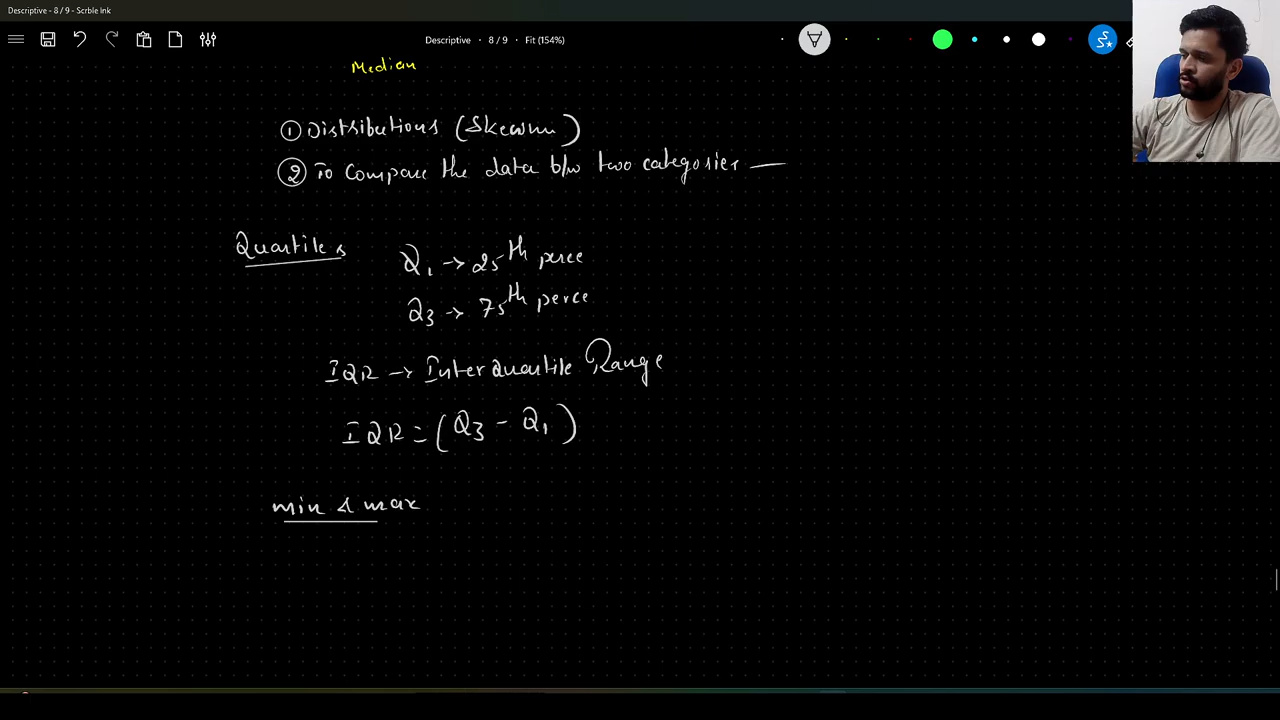 Descriptive - 8 / 9 - Scrble Ink
Descriptive • 8 / 9 • Fit (154%)
Median
① Distributions (Skewnn)
② To compare the data b/w two categories —
Quartiles
Q1 → 25th perce
Q3 → 75th perce
IQR → Inter Quartile Range
IQR = (Q3 - Q1)
min & max